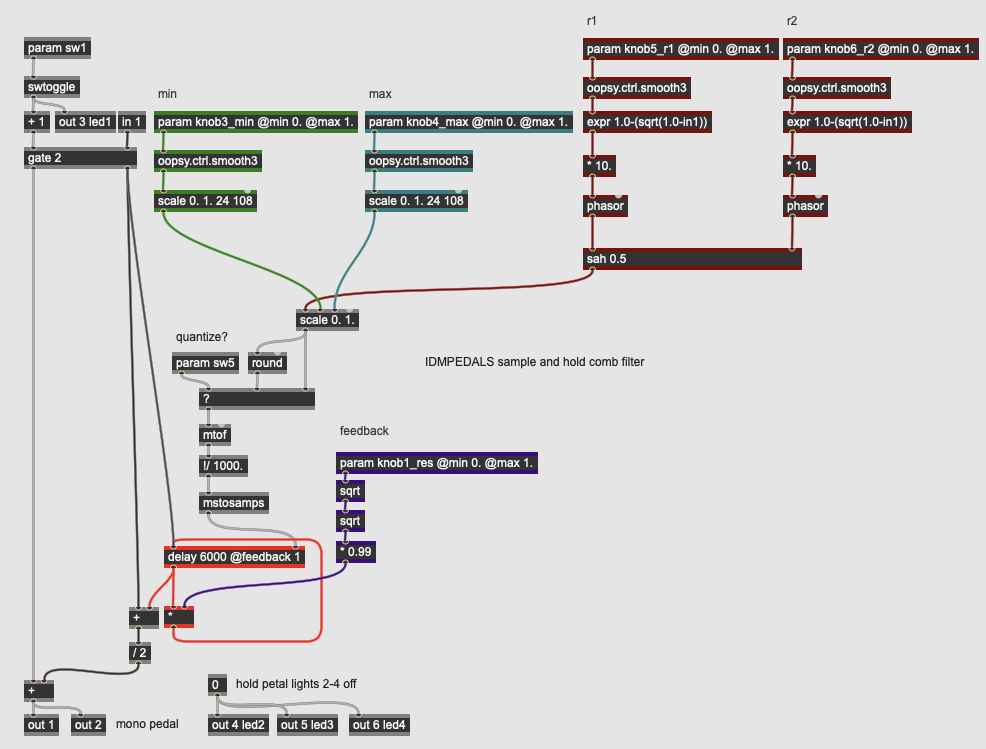 r1
r2
param sw1
param knob5_r1 @min 0. @max 1.
param knob6_r2 @min 0. @max 1.
swtoggle
oopsy.ctrl.smooth3
oopsy.ctrl.smooth3
min
max
+ 1
out 3 led1
in 1
param knob3_min @min 0. @max 1.
param knob4_max @min 0. @max 1.
expr 1.0-(sqrt(1.0-in1))
expr 1.0-(sqrt(1.0-in1))
gate 2
oopsy.ctrl.smooth3
oopsy.ctrl.smooth3
* 10.
* 10.
scale 0. 1. 24 108
scale 0. 1. 24 108
phasor
phasor
sah 0.5
scale 0. 1.
quantize?
param sw5
round
IDMPEDALS sample and hold comb filter
?
mtof
feedback
!/ 1000.
param knob1_res @min 0. @max 1.
sqrt
mstosamps
sqrt
delay 6000 @feedback 1
* 0.99
+
*
/ 2
+
0
hold petal lights 2-4 off
out 1
out 2
mono pedal
out 4 led2
out 5 led3
out 6 led4